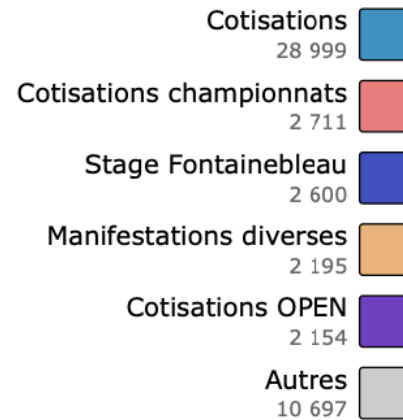 Cotisations
28 999
Cotisations championnats
2 711
Stage Fontainebleau
2 600
Manifestations diverses
2 195
Cotisations OPEN
2 154
Autres
10 697